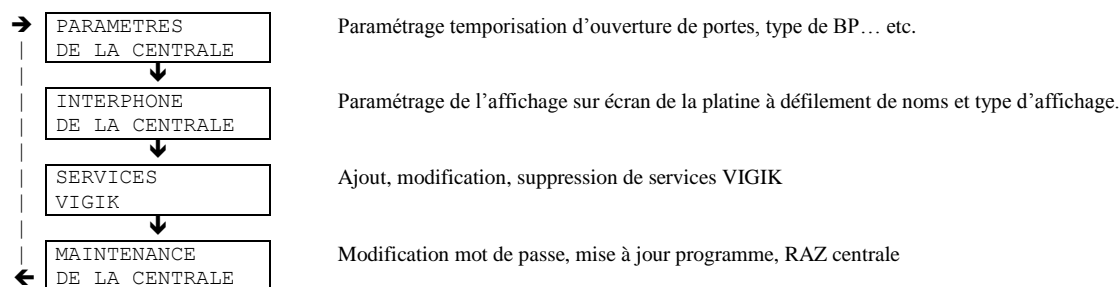 PARAMETRES
DE LA CENTRALE
Paramétrage temporisation d’ouverture de portes, type de BP… etc.
INTERPHONE
DE LA CENTRALE
Paramétrage de l’affichage sur écran de la platine à défilement de noms et type d’affichage.
SERVICES
VIGIK
Ajout, modification, suppression de services VIGIK
MAINTENANCE
DE LA CENTRALE
Modification mot de passe, mise à jour programme, RAZ centrale